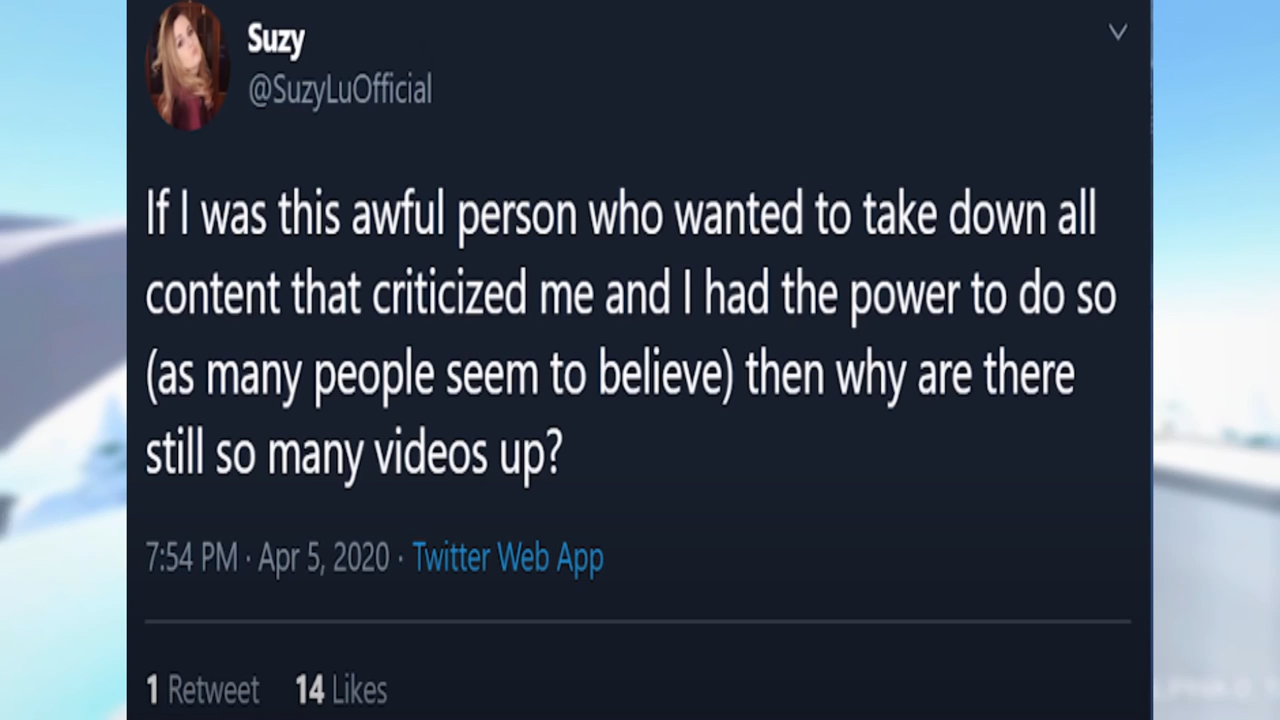 Suzy
@SuzyLuOfficial
If I was this awful person who wanted to take down all
content that criticized me and I had the power to do so
(as many people seem to believe) then why are there
still so many videos up?
7:54 PM · Apr 5, 2020 · Twitter Web App
1 Retweet 14 Likes